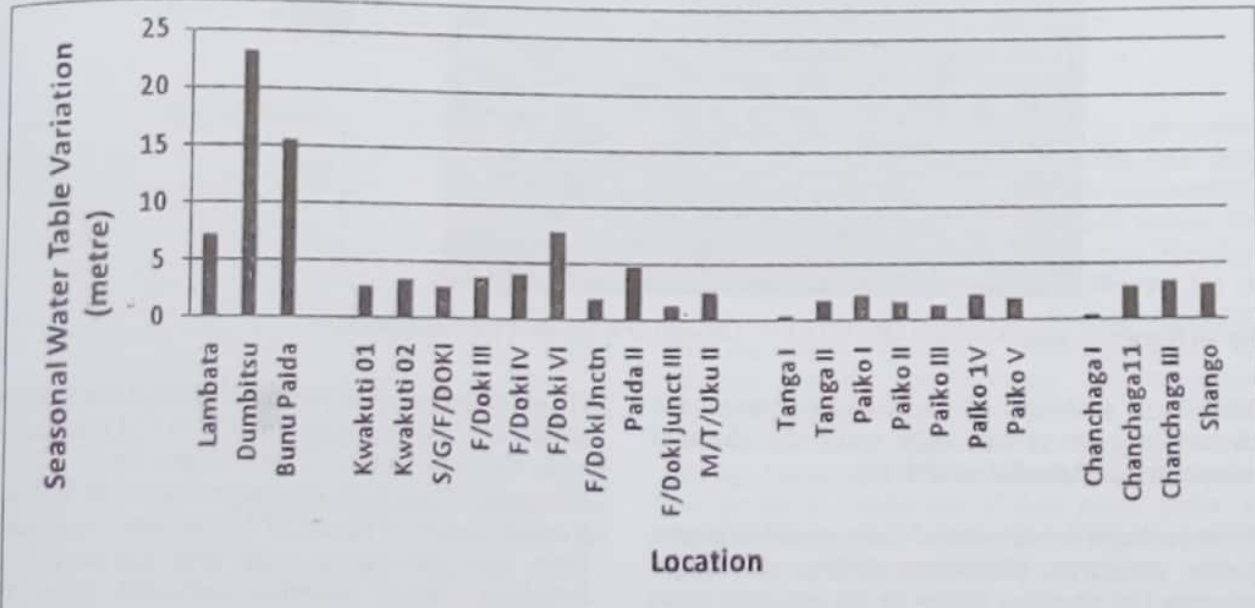 Seasonal Water Table Variation
(metre)
25
20
15
10
5
0
Lambata
Dumbitsu
Bunu Paida
Kwakuti 01
Kwakuti 02
S/G/F/DOKI
F/Doki III
F/Doki IV
F/Doki VI
F/Doki Jnctn
Paida II
F/Doki junct III
M/T/Uku II
Tanga I
Tanga II
Paiko I
Paiko II
Paiko III
Paiko 1V
Paiko V
Chanchaga I
Chanchaga11
Chanchaga III
Shango
Location